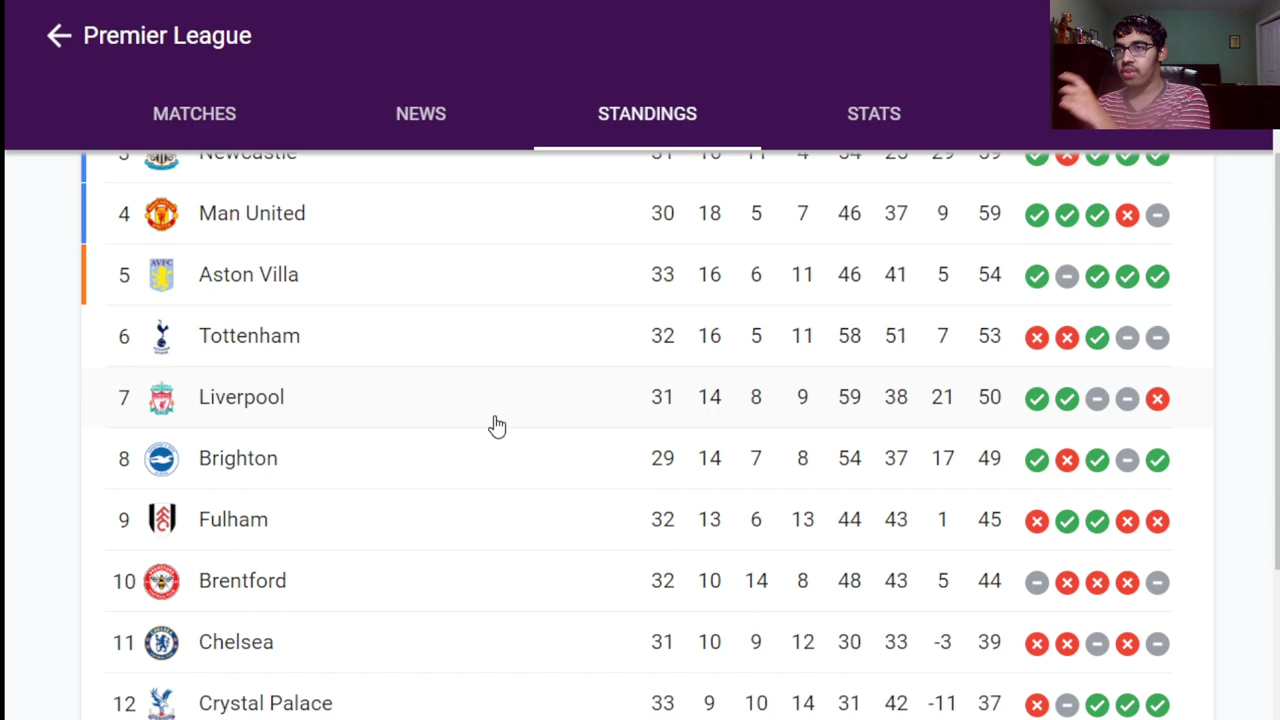 Premier League
MATCHES NEWS STANDINGS STATS
3 Newcastle 31 16 11 4 54 25 29 59
4 Man United 30 18 5 7 46 37 9 59
5 AVFC Aston Villa 33 16 6 11 46 41 5 54
6 Tottenham 32 16 5 11 58 51 7 53
7 Liverpool 31 14 8 9 59 38 21 50
8 Brighton 29 14 7 8 54 37 17 49
9 Fulham 32 13 6 13 44 43 1 45
10 Brentford 32 10 14 8 48 43 5 44
11 Chelsea 31 10 9 12 30 33 -3 39
12 Crystal Palace 33 9 10 14 31 42 -11 37